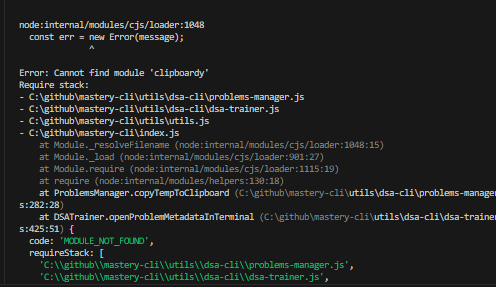 node:internal/modules/cjs/loader:1048
const err = new Error(message);
^
Error: Cannot find module 'clipboardy'
Require stack:
- C:\github\mastery-cli\utils\dsa-cli\problems-manager.js
- C:\github\mastery-cli\utils\dsa-cli\dsa-trainer.js
- C:\github\mastery-cli\utils\utils.js
- C:\github\mastery-cli\index.js
at Module._resolveFilename (node:internal/modules/cjs/loader:1048:15)
at Module._load (node:internal/modules/cjs/loader:901:27)
at Module.require (node:internal/modules/cjs/loader:1115:19)
at require (node:internal/modules/helpers:130:18)
at ProblemsManager.copyTempToClipboard (C:\github\mastery-cli\utils\dsa-cli\problems-manager
s:282:28)
at DSATrainer.openProblemMetadataInTerminal (C:\github\mastery-cli\utils\dsa-cli\dsa-traine
s:425:51) {
code: 'MODULE_NOT_FOUND',
requireStack: [
'C:\\github\\mastery-cli\\utils\\dsa-cli\\problems-manager.js',
'C:\\github\\mastery-cli\\utils\\dsa-cli\\dsa-trainer.js',